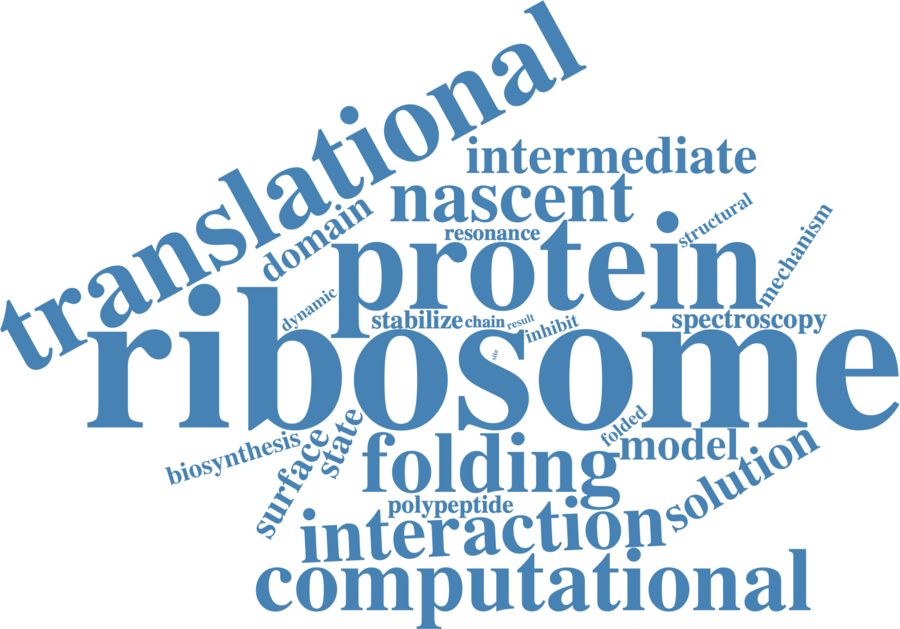 translational
intermediate
nascent
domain
resonance
structural
protein
mechanism
dynamic
stabilize
chain
result
inhibit
spectroscopy
ribosome
site
folded
biosynthesis
surface
state
folding
model
solution
polypeptide
interaction
computational